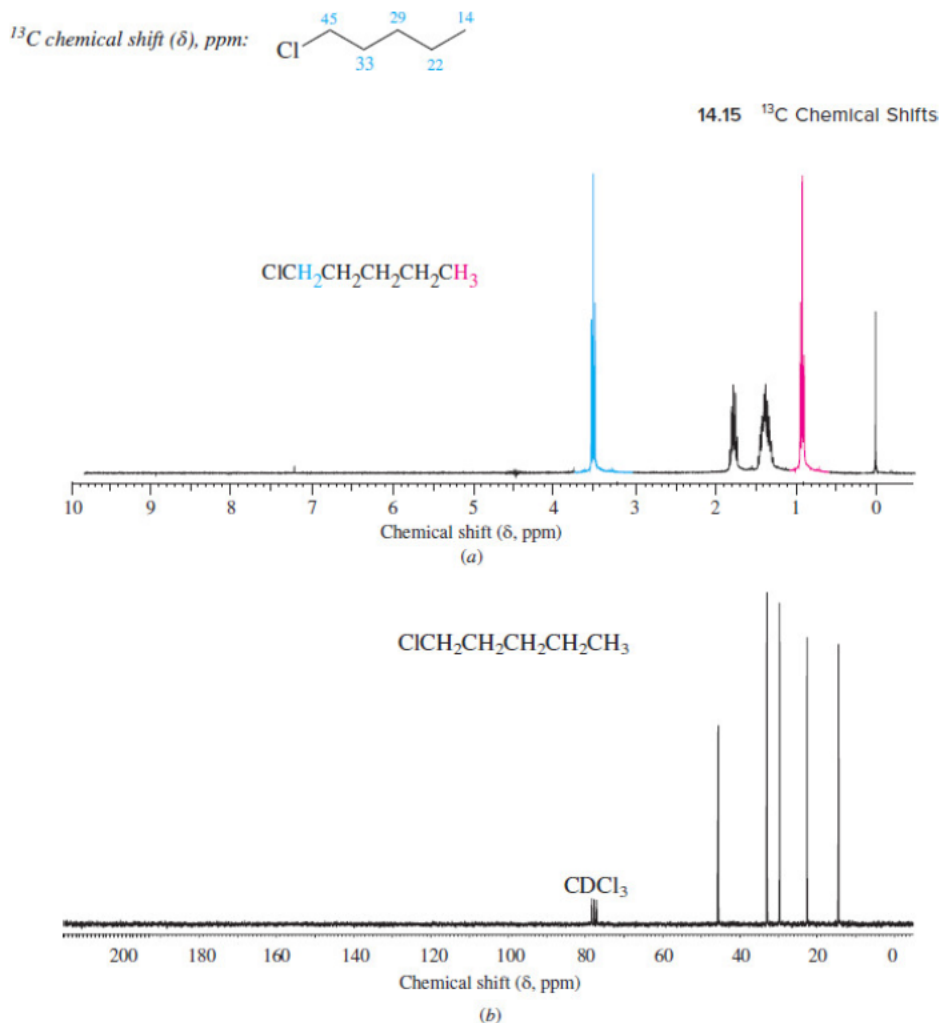 ¹³C chemical shift (δ), ppm:
45 29 14
Cl
33 22
14.15 ¹³C Chemical Shifts
ClCH₂CH₂CH₂CH₂CH₃
10 9 8 7 6 5 4 3 2 1 0
Chemical shift (δ, ppm)
(a)
ClCH₂CH₂CH₂CH₂CH₃
CDCl₃
200 180 160 140 120 100 80 60 40 20 0
Chemical shift (δ, ppm)
(b)